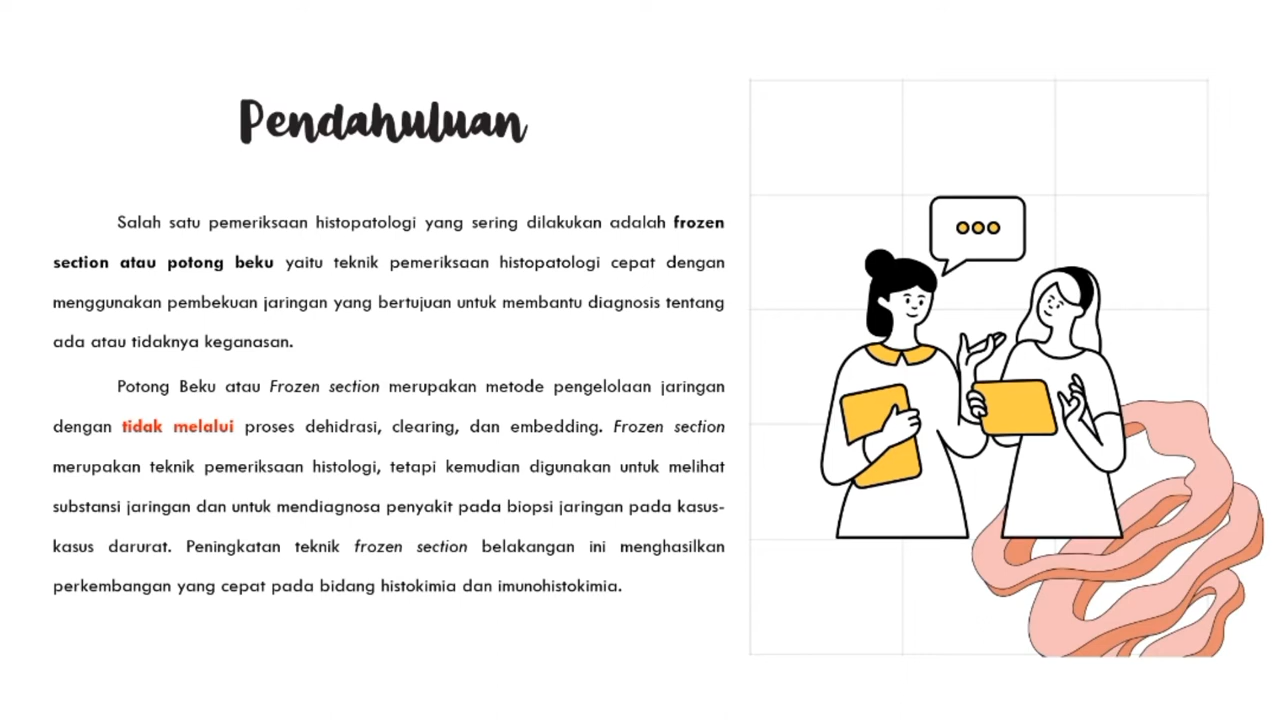 Pendahuluan
Salah satu pemeriksaan histopatologi yang sering dilakukan adalah frozen
section atau potong beku yaitu teknik pemeriksaan histopatologi cepat dengan
menggunakan pembekuan jaringan yang bertujuan untuk membantu diagnosis tentang
ada atau tidaknya keganasan.
Potong Beku atau Frozen section merupakan metode pengelolaan jaringan
dengan tidak melalui proses dehidrasi, clearing, dan embedding. Frozen section
merupakan teknik pemeriksaan histologi, tetapi kemudian digunakan untuk melihat
substansi jaringan dan untuk mendiagnosa penyakit pada biopsi jaringan pada kasus-
kasus darurat. Peningkatan teknik frozen section belakangan ini menghasilkan
perkembangan yang cepat pada bidang histokimia dan imunohistokimia.